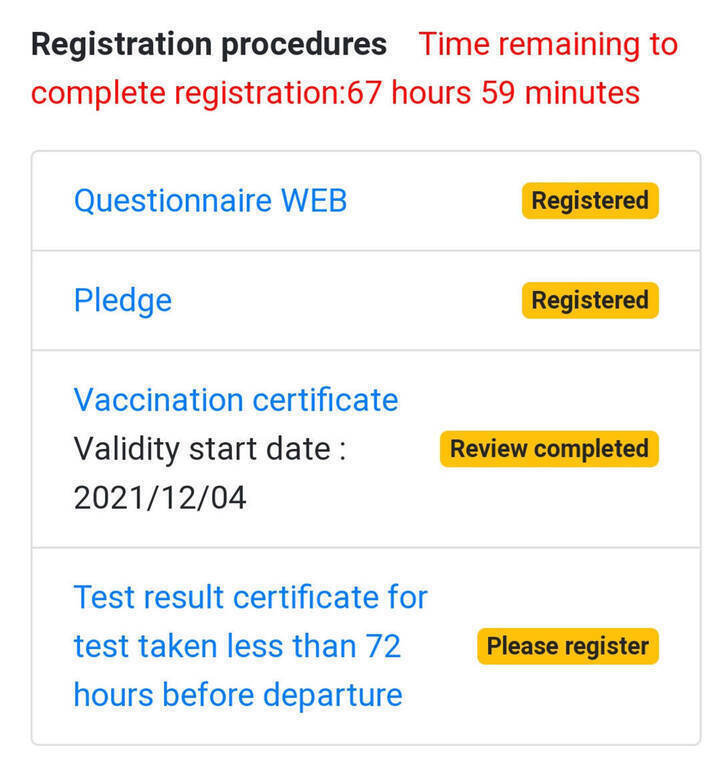 Registration procedures Time remaining to
complete registration:67 hours 59 minutes
Questionnaire WEB Registered
Pledge Registered
Vaccination certificate
Validity start date : Review completed
2021/12/04
Test result certificate for
test taken less than 72 Please register
hours before departure